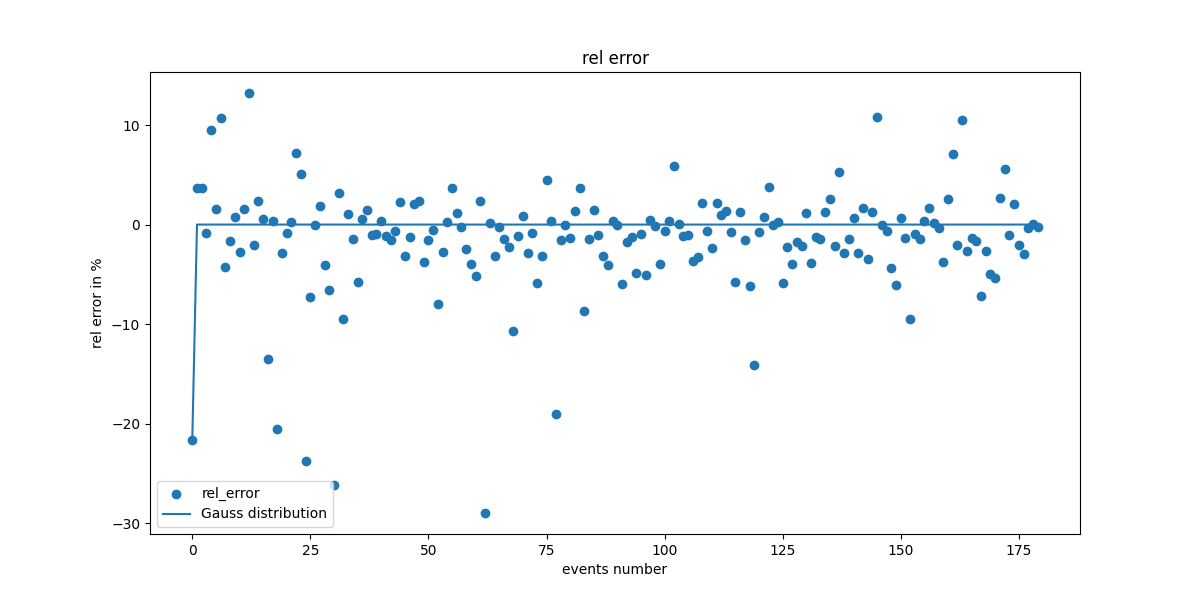 rel error
rel error in %
10
0
−10
−20
−30
rel_error
Gauss distribution
0
25
50
75
100
125
150
175
events number